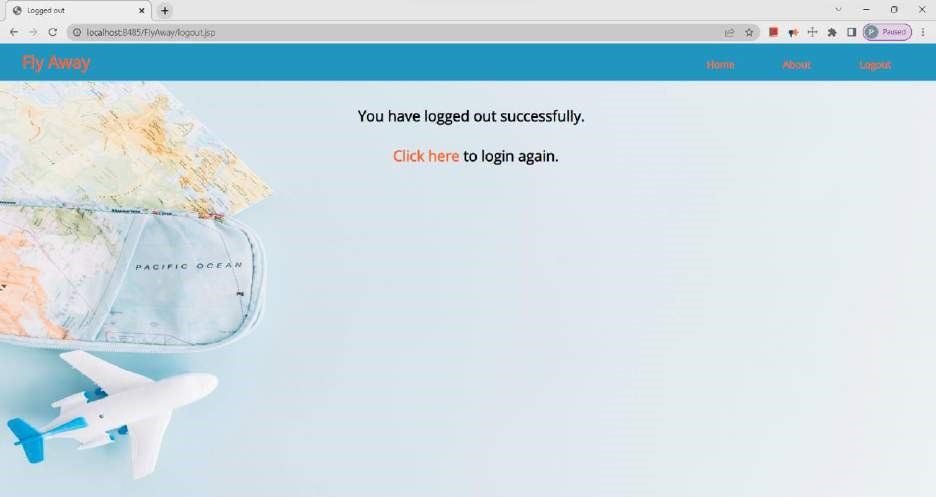 Logged out
localhost:8485/FlyAway/logout.jsp
P Paused
Fly Away
Home About Logout
You have logged out successfully.
Click here to login again.
PACIFIC OCEAN